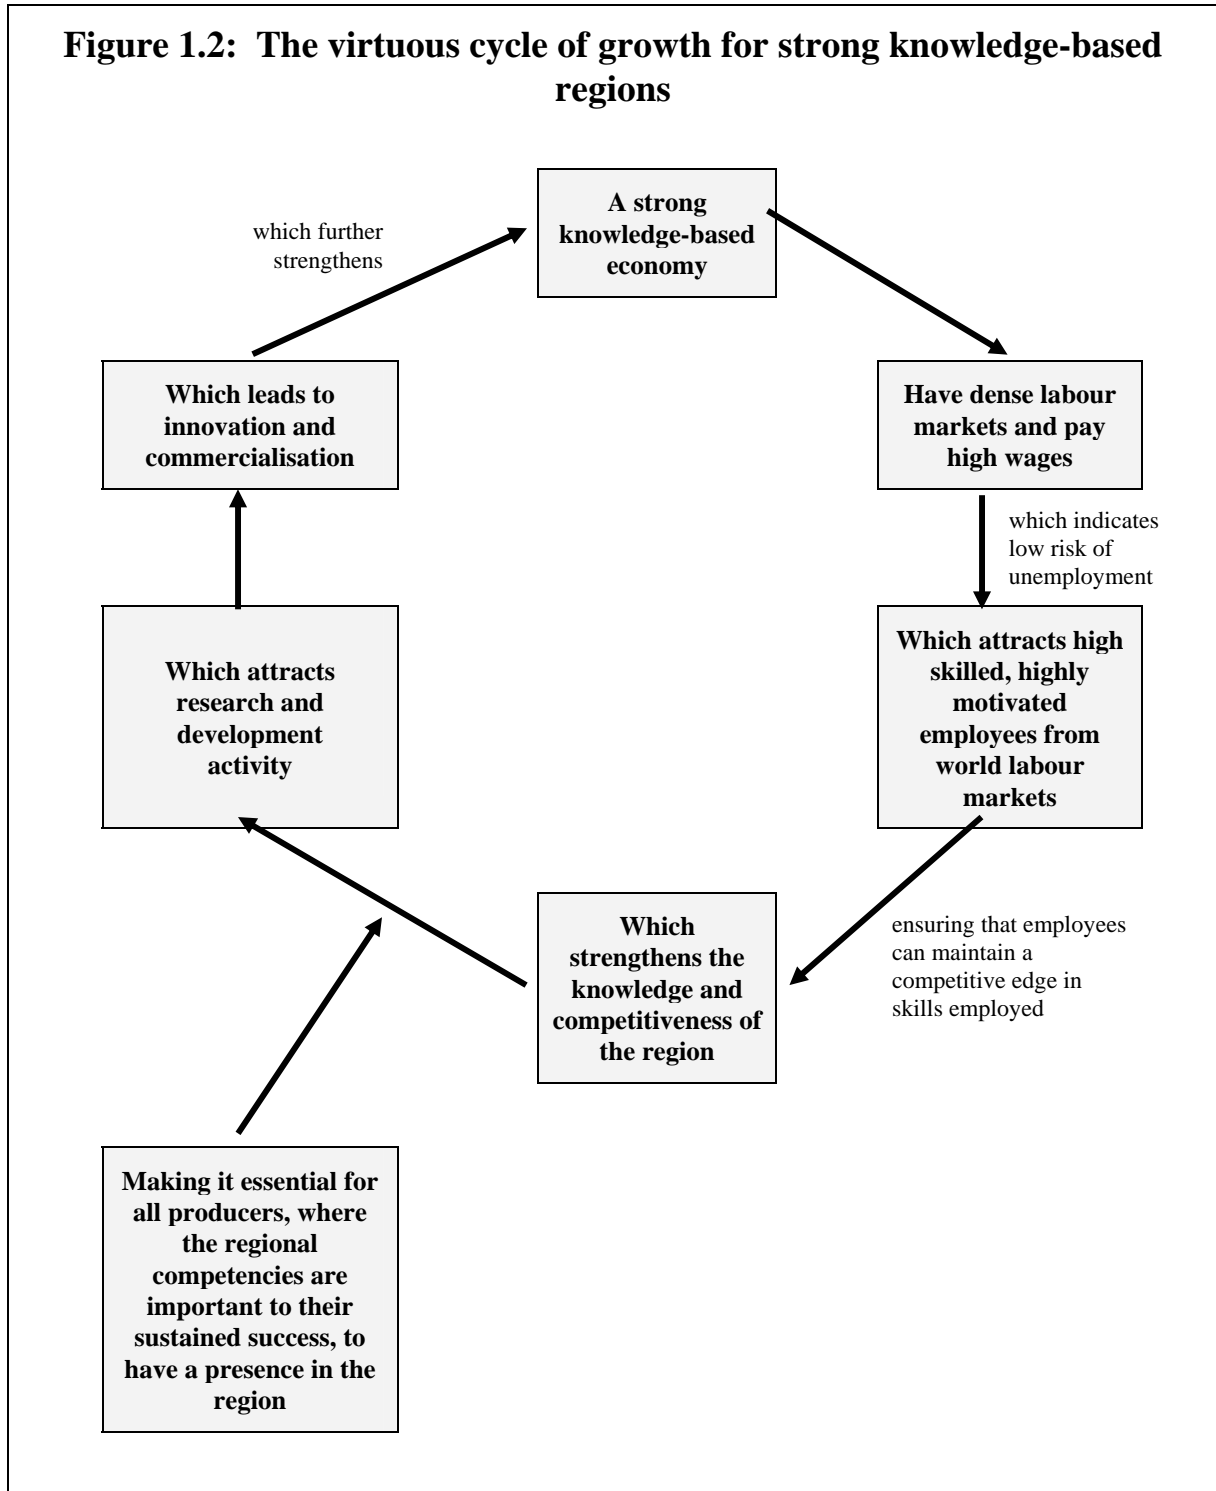 Figure 1.2:  The virtuous cycle of growth for strong knowledge-based
regions
A strong
knowledge-based
economy
which further
strengthens
Which leads to
innovation and
commercialisation
Have dense labour
markets and pay
high wages
which indicates
low risk of
unemployment
Which attracts
research and
development
activity
Which attracts high
skilled, highly
motivated
employees from
world labour
markets
Which
strengthens the
knowledge and
competitiveness of
the region
ensuring that employees
can maintain a
competitive edge in
skills employed
Making it essential for
all producers, where
the regional
competencies are
important to their
sustained success, to
have a presence in the
region